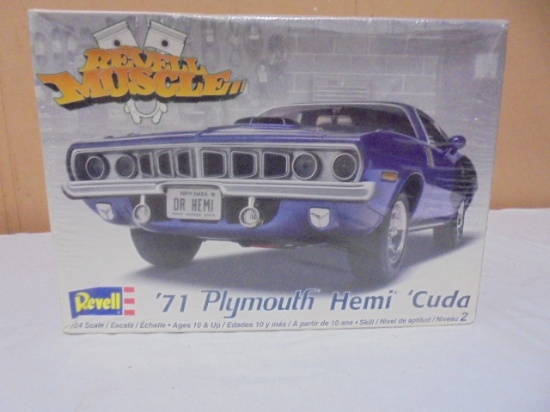 REVELL
MUSCLE
DR HEMI
Revell
'71 Plymouth Hemi 'Cuda
/24 Scale / Escala / Échelle • Ages 10 & Up / Edades 10 y más / À partir de 10 ans • Skill / Nivel de aptitud / Niveau 2